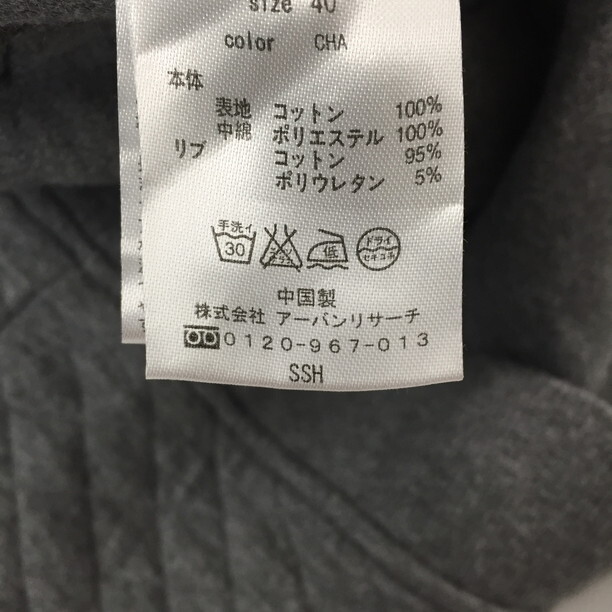 size 40
color CHA
本体
表地 コットン 100%
中綿 ポリエステル 100%
リブ コットン 95%
ポリウレタン 5%
手洗イ 30 低 ドライ セキユ系
中国製
株式会社 アーバンリサーチ
0120-967-013
SSH